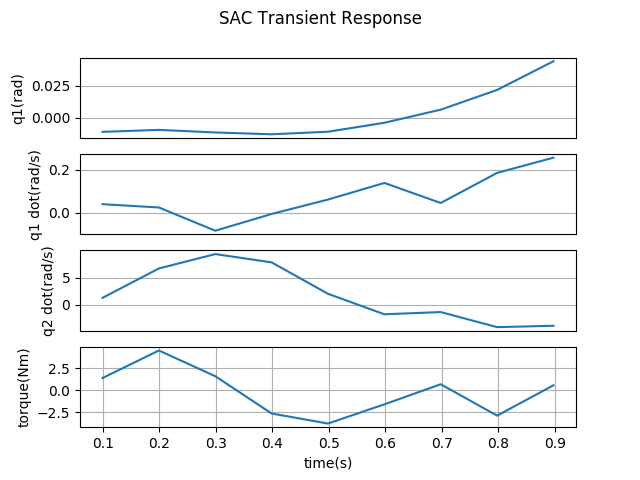 SAC Transient Response
q1(rad)
0.025
0.000
q1 dot(rad/s)
0.2
0.0
q2 dot(rad/s)
5
0
torque(Nm)
2.5
0.0
−2.5
0.1 0.2 0.3 0.4 0.5 0.6 0.7 0.8 0.9
time(s)